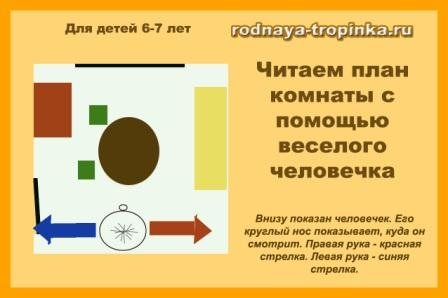 Для детей 6-7 лет
rodnaya-tropinka.ru
Читаем план
комнаты с
помощью
веселого
человечка
Внизу показан человечек. Его
круглый нос показывает, куда он
смотрит. Правая рука - красная
стрелка. Левая рука - синяя
стрелка.